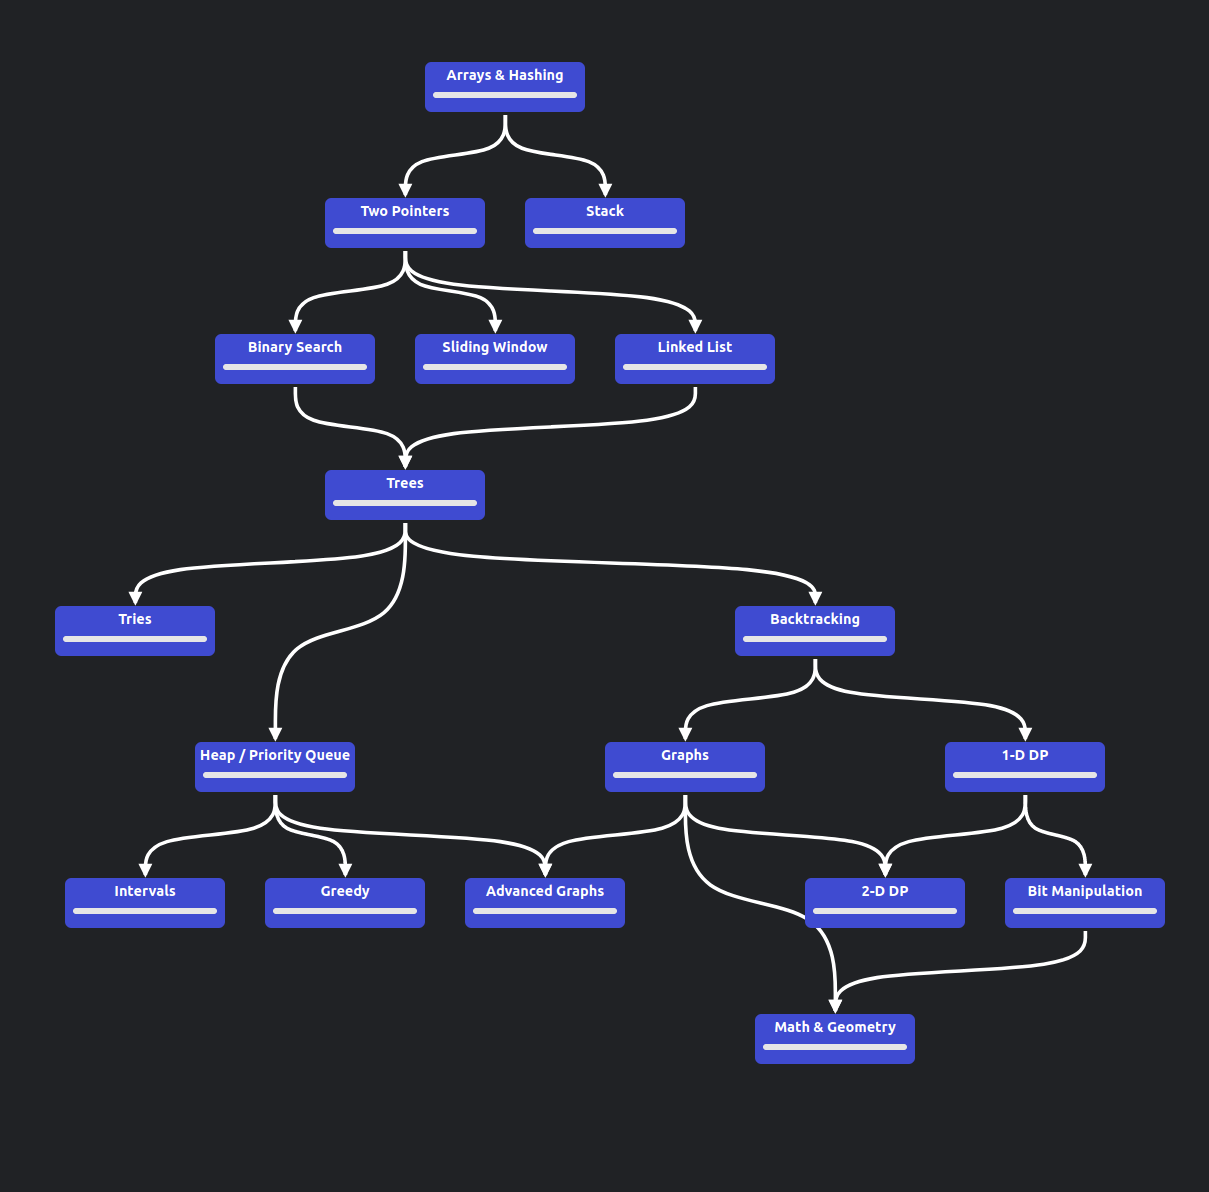 Arrays & Hashing
Two Pointers
Stack
Binary Search
Sliding Window
Linked List
Trees
Tries
Backtracking
Heap / Priority Queue
Graphs
1-D DP
Intervals
Greedy
Advanced Graphs
2-D DP
Bit Manipulation
Math & Geometry